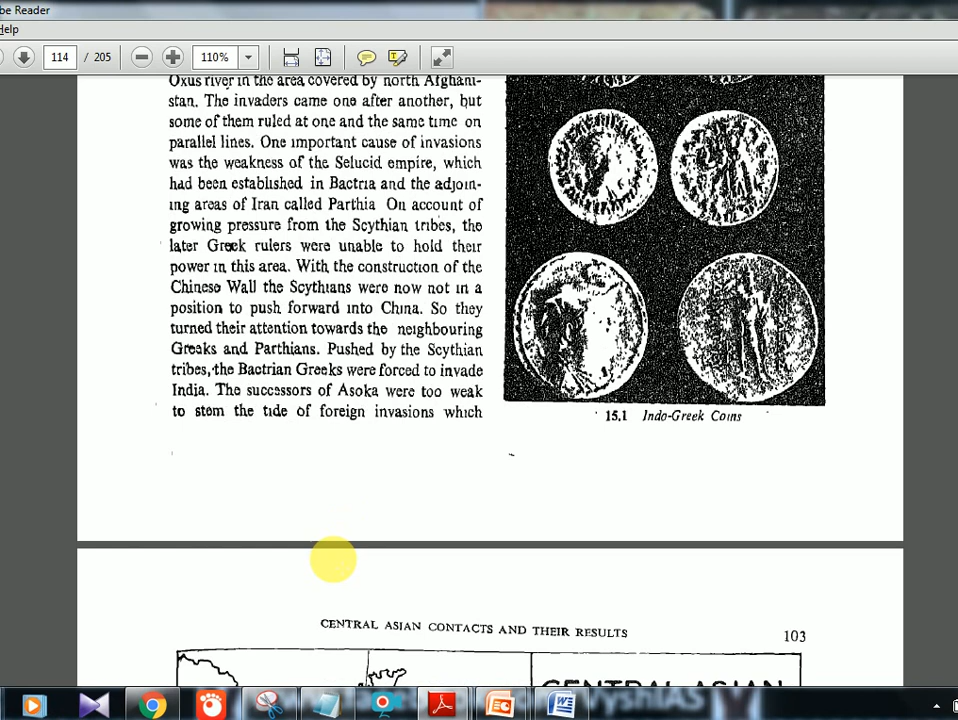 be Reader
Help
114 / 205
110%
Oxus river in the area covered by north Afghani-
stan. The invaders came one after another, but
some of them ruled at one and the same time on
parallel lines. One important cause of invasions
was the weakness of the Selucid empire, which
had been established in Bactria and the adjoin-
ing areas of Iran called Parthia On account of
growing pressure from the Scythian tribes, the
later Greek rulers were unable to hold their
power in this area. With the construction of the
Chinese Wall the Scythians were now not in a
position to push forward into China. So they
turned their attention towards the neighbouring
Greeks and Parthians. Pushed by the Scythian
tribes, the Bactrian Greeks were forced to invade
India. The successors of Asoka were too weak
to stem the tide of foreign invasions which
15.1 Indo-Greek Coins
CENTRAL ASIAN CONTACTS AND THEIR RESULTS
103
CENTRAL ASIAN
VyshIAS